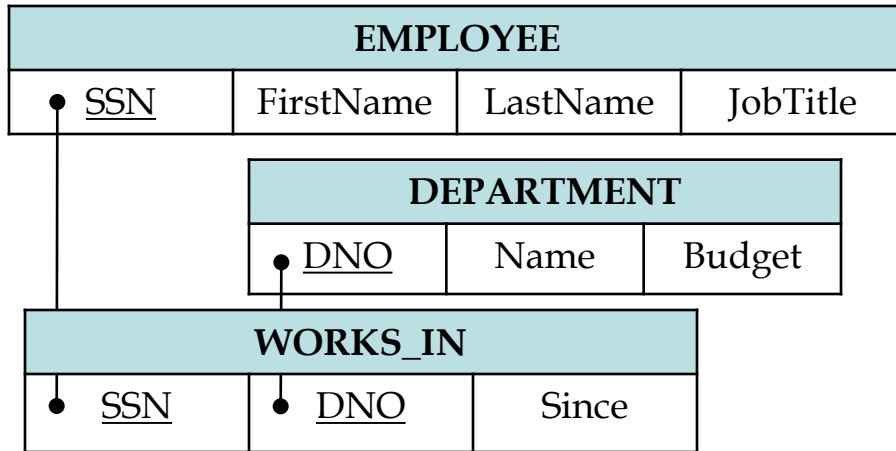 EMPLOYEE
SSN FirstName LastName JobTitle
DEPARTMENT
DNO Name Budget
WORKS_IN
SSN DNO Since